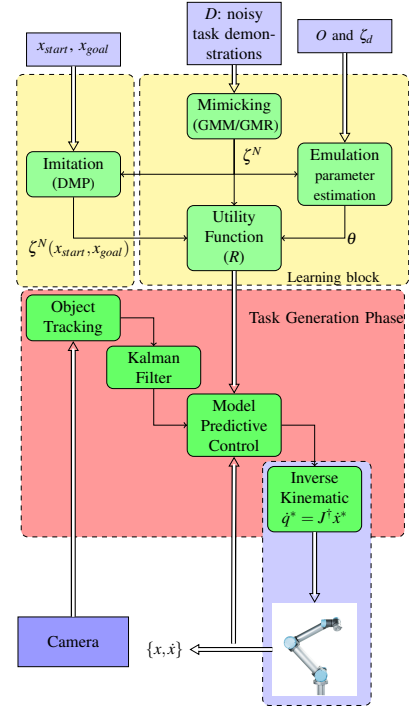 D: noisy
task demon-
strations
x_start, x_goal
O and ζ_d
Mimicking
(GMM/GMR)
ζ^N
Imitation
(DMP)
Emulation
parameter
estimation
Utility
Function
(R)
θ
ζ^N(x_start, x_goal)
Learning block
Object
Tracking
Task Generation Phase
Kalman
Filter
Model
Predictive
Control
Inverse
Kinematic
q̇* = J†ẋ*
Camera
{x, ẋ}